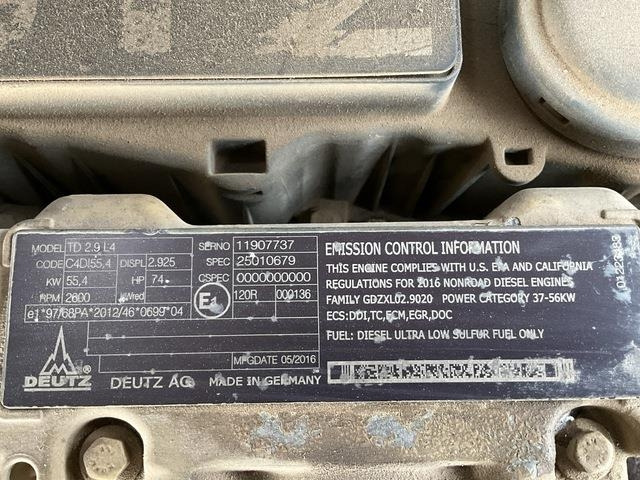 MODEL TD 2.9 L4
CODE C4DI55,4 DISPL 2.925
KW 55,4 HP 74
RPM 2600 KWred
e1*97/68PA*2012/46*0699*04
DEUTZ
DEUTZ AG MADE IN GERMANY
SERNO 11907737
SPEC 25010679
CSPEC 0000000000
E1 120R 000136
MFGDATE 05/2016
EMISSION CONTROL INFORMATION
THIS ENGINE COMPLIES WITH U.S. EPA AND CALIFORNIA
REGULATIONS FOR 2016 NONROAD DIESEL ENGINES
FAMILY GDZXL02.9020 POWER CATEGORY 37-56KW
ECS:DDI,TC,ECM,EGR,DOC
FUEL: DIESEL ULTRA LOW SULFUR FUEL ONLY